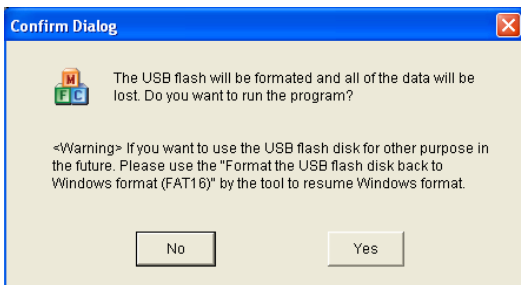 Confirm Dialog
The USB flash will be formated and all of the data will be
lost. Do you want to run the program?
<Warning> If you want to use the USB flash disk for other purpose in
the future. Please use the "Format the USB flash disk back to
Windows format (FAT16)" by the tool to resume Windows format.
No
Yes